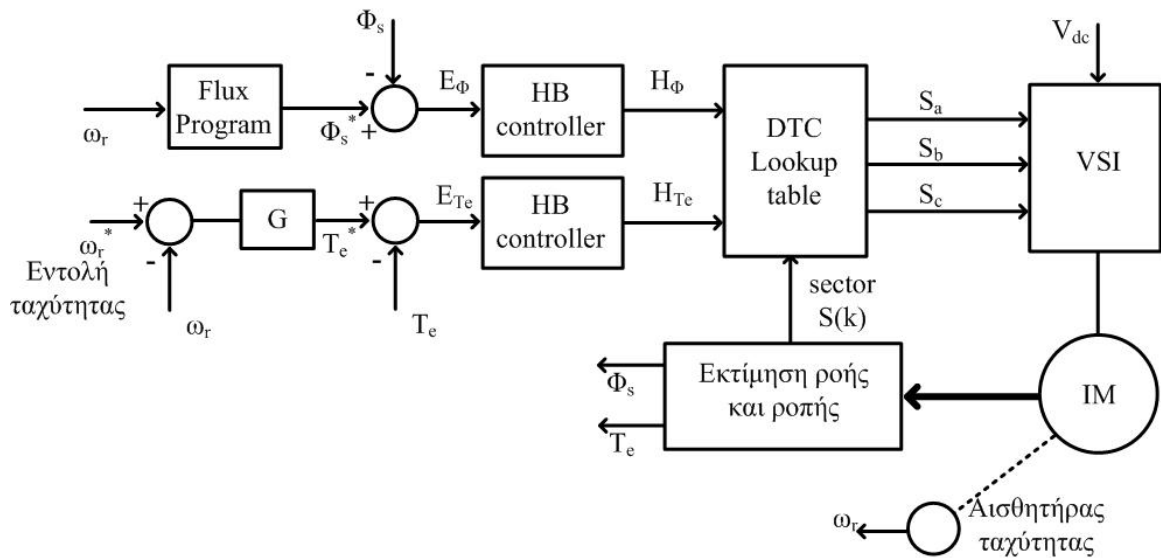 Φs
-
Vdc
Flux
Program
EΦ
HB
controller
HΦ
DTC
Lookup
table
Sa
Sb
Sc
VSI
ωr
Φs*
+
+
ωr*
-
G
Te*
+
-
ETe
HB
controller
HTe
Εντολή
ταχύτητας
ωr
Te
sector
S(k)
Φs
Te
Εκτίμηση ροής
και ροπής
IM
ωr
Αισθητήρας
ταχύτητας